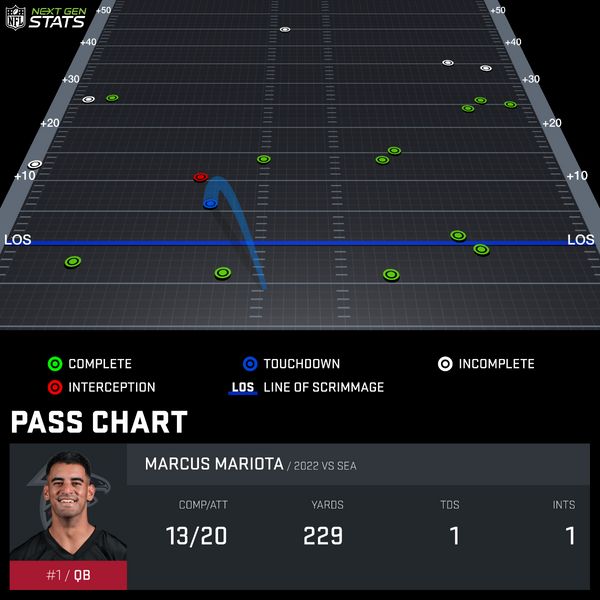 NFL NEXT GEN STATS
+50 +50
+40 +40
+30 +30
+20 +20
+10 +10
LOS LOS
COMPLETE TOUCHDOWN INCOMPLETE
INTERCEPTION LOS LINE OF SCRIMMAGE
PASS CHART
MARCUS MARIOTA / 2022 VS SEA
COMP/ATT YARDS TDS INTS
13/20 229 1 1
#1 / QB